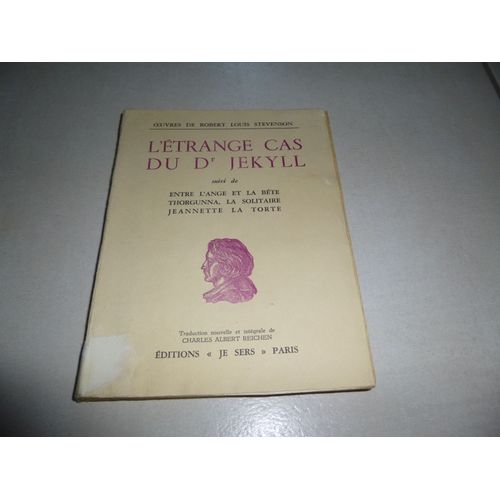 ŒUVRES DE ROBERT LOUIS STEVENSON
L'ÉTRANGE CAS
DU Dr JEKYLL
suivi de
ENTRE L'ANGE ET LA BÊTE
THORGUNNA, LA SOLITAIRE
JEANNETTE LA TORTE
Traduction nouvelle et intégrale de
CHARLES ALBERT REICHEN
ÉDITIONS « JE SERS » PARIS